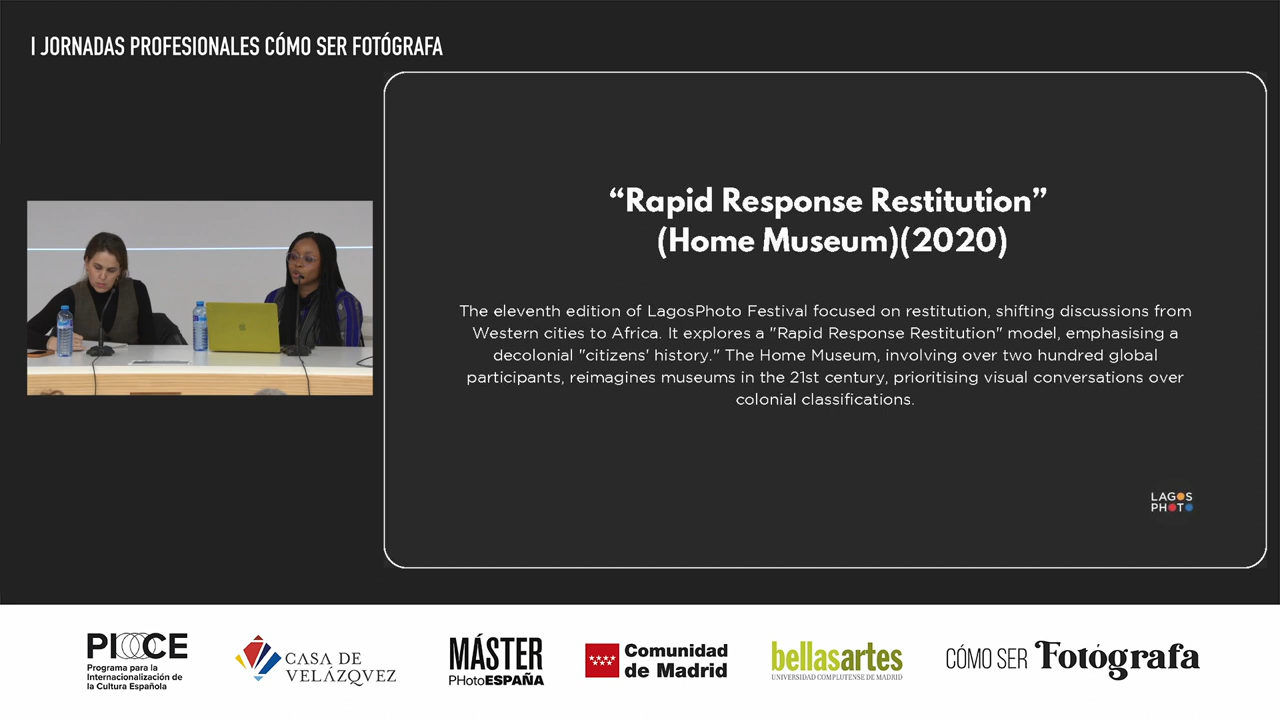 I JORNADAS PROFESIONALES CÓMO SER FOTÓGRAFA
“Rapid Response Restitution”
(Home Museum)(2020)
The eleventh edition of LagosPhoto Festival focused on restitution, shifting discussions from
Western cities to Africa. It explores a "Rapid Response Restitution" model, emphasising a
decolonial "citizens' history." The Home Museum, involving over two hundred global
participants, reimagines museums in the 21st century, prioritising visual conversations over
colonial classifications.
LAGOS
PHOTO
PICE
Programa para la
Internacionalización de
la Cultura Española
CASA DE
VELÁZQVEZ
MÁSTER
PHotoESPAÑA
Comunidad
de Madrid
bellasartes
UNIVERSIDAD COMPLUTENSE DE MADRID
CÓMO SER Fotógrafa